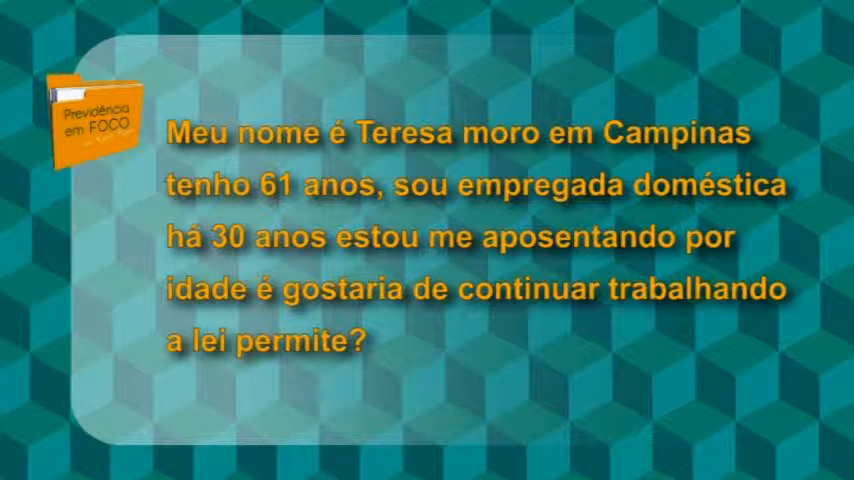 Previdência
em FOCO
Meu nome é Teresa moro em Campinas
tenho 61 anos, sou empregada doméstica
há 30 anos estou me aposentando por
idade é gostaria de continuar trabalhando
a lei permite?